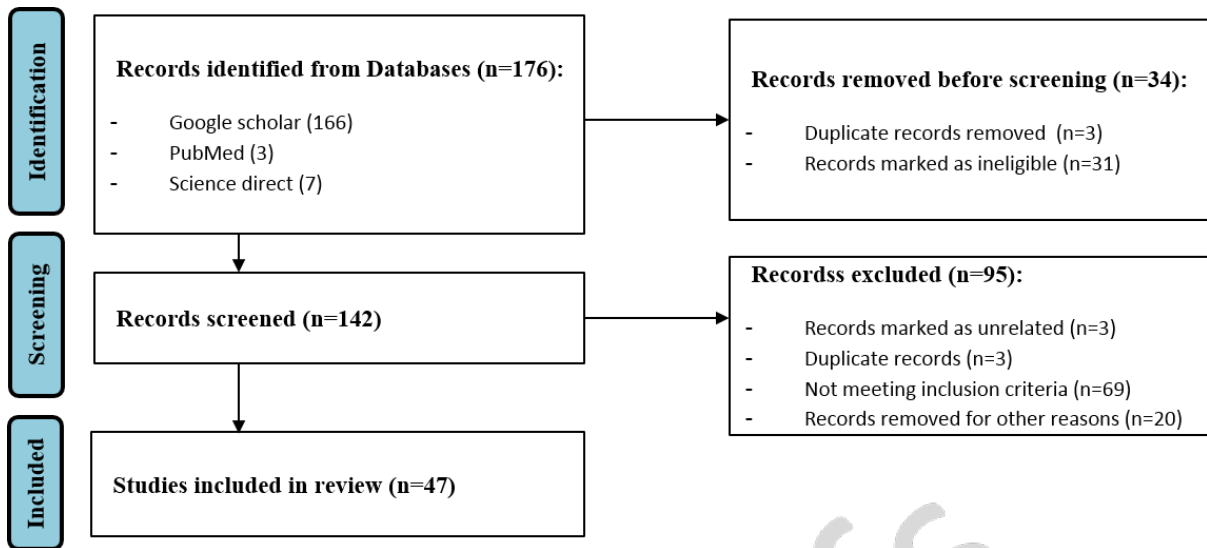 Identification
Records identified from Databases (n=176):
- Google scholar (166)
- PubMed (3)
- Science direct (7)
Records removed before screening (n=34):
- Duplicate records removed (n=3)
- Records marked as ineligible (n=31)
Screening
Records screened (n=142)
Recordss excluded (n=95):
- Records marked as unrelated (n=3)
- Duplicate records (n=3)
- Not meeting inclusion criteria (n=69)
- Records removed for other reasons (n=20)
Included
Studies included in review (n=47)